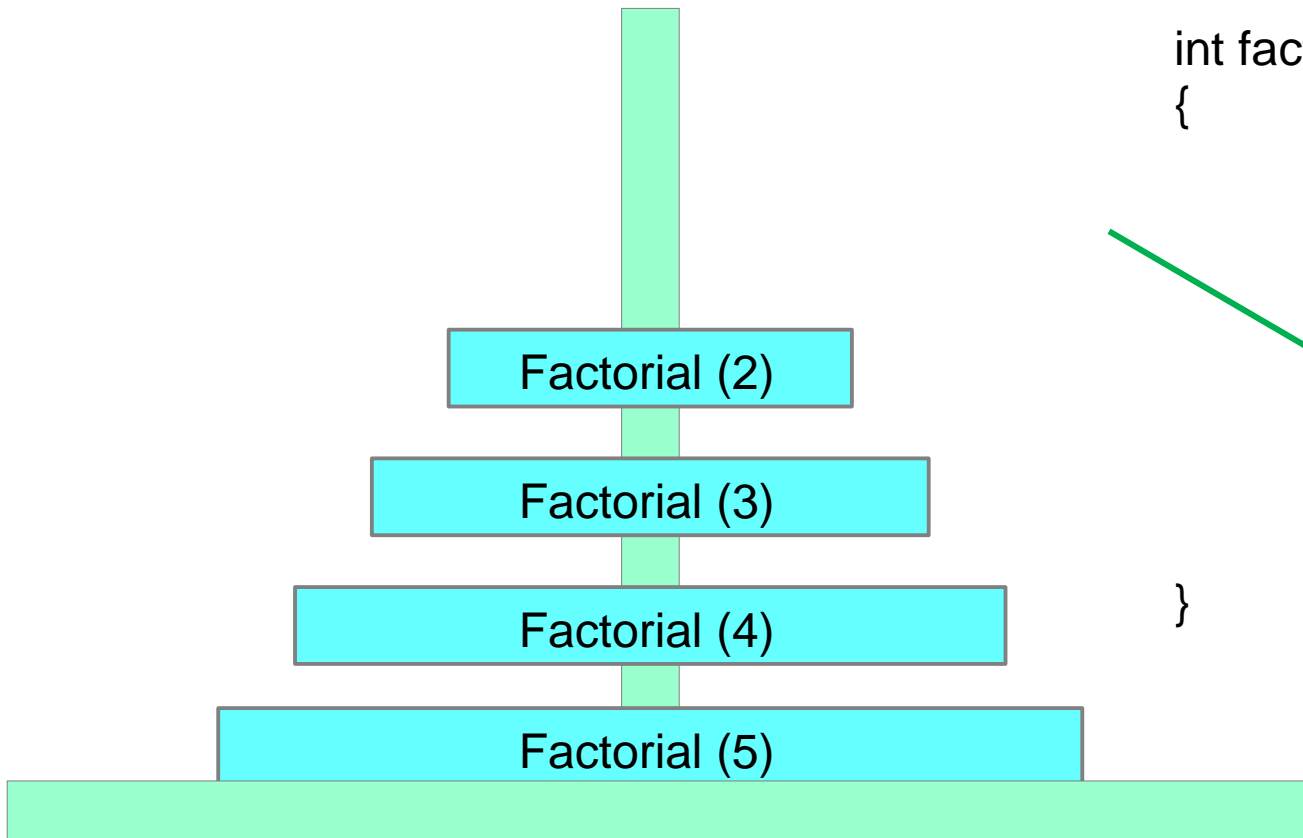 int fac
{
Factorial (2)
Factorial (3)
Factorial (4)
}
Factorial (5)